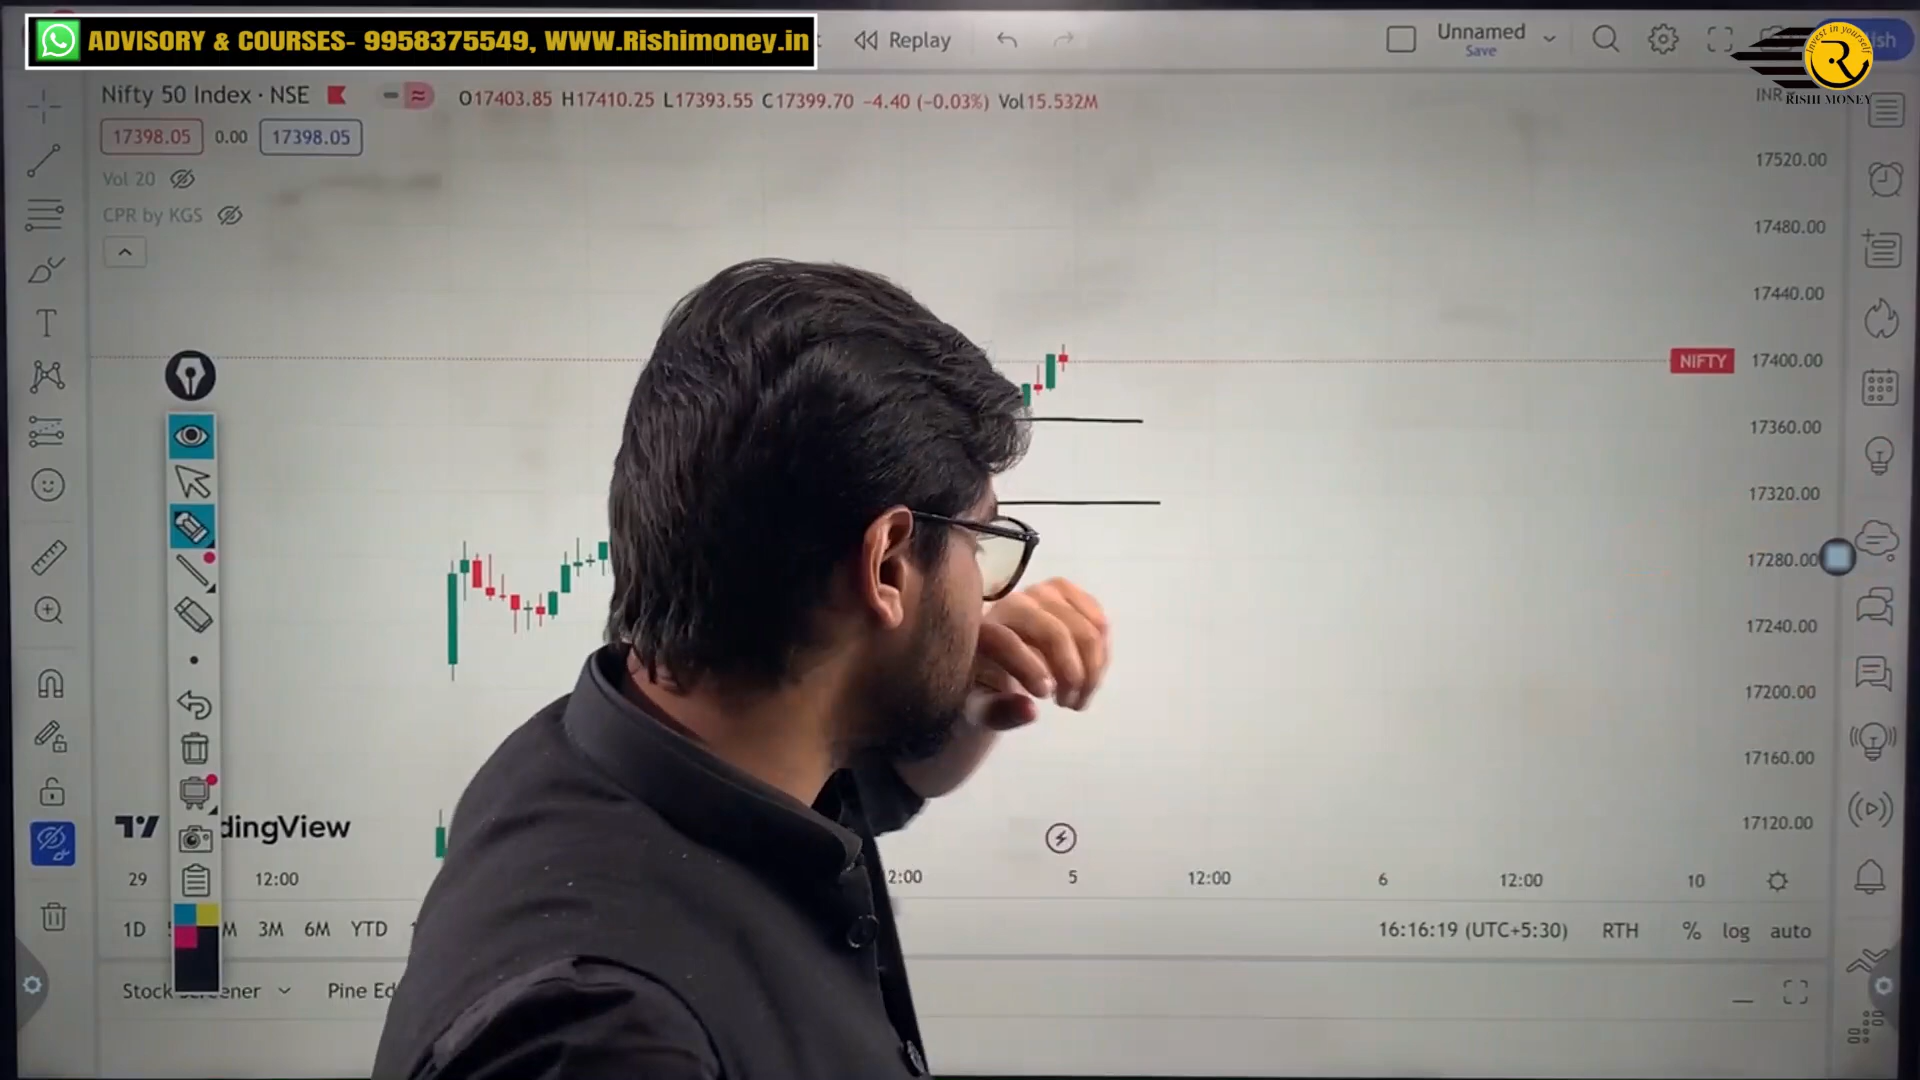 ADVISORY & COURSES- 9958375549, WWW.Rishimoney.in
Replay
Unnamed
Save
Invest in yourself
R
RISHI MONEY
INR
Nifty 50 Index · NSE
O17403.85 H17410.25 L17393.55 C17399.70 −4.40 (−0.03%) Vol15.532M
17398.05 0.00 17398.05
Vol 20
CPR by KGS
17520.00
17480.00
17440.00
NIFTY 17400.00
17360.00
17320.00
17280.00
17240.00
17200.00
17160.00
17120.00
dingView
29 12:00 2:00 5 12:00 6 12:00 10
1D M 3M 6M YTD
16:16:19 (UTC+5:30) RTH % log auto
Stock Screener Pine Ed